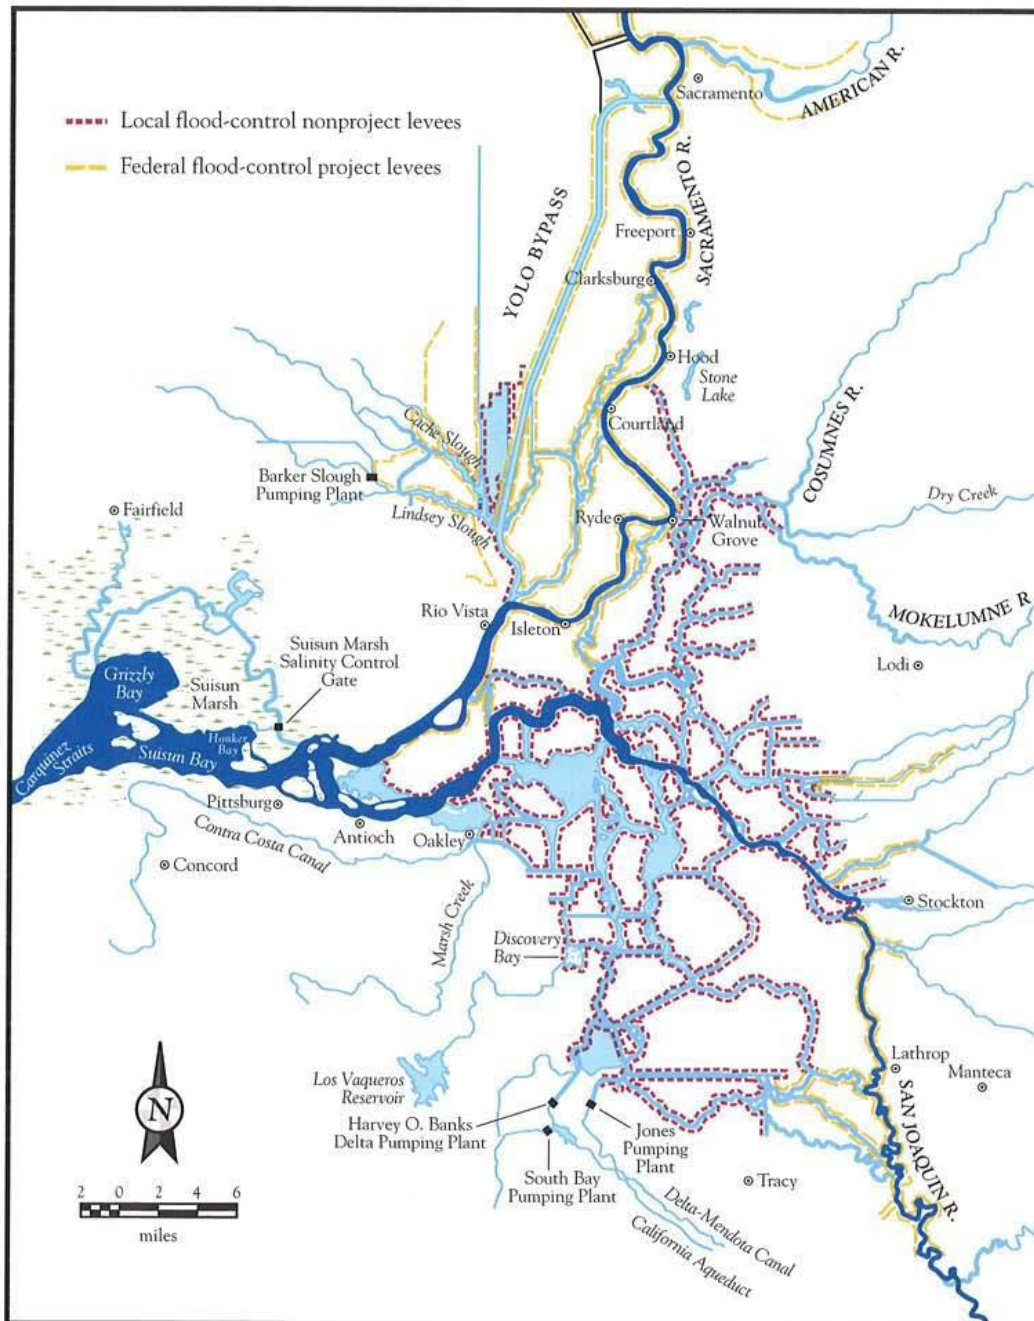 Sacramento
AMERICAN R.
Local flood-control nonproject levees
Federal flood-control project levees
SACRAMENTO R.
YOLO BYPASS
Freeport
Clarksburg
Hood
Stone
Lake
Courtland
COSUMNES R.
Cache Slough
Barker Slough
Pumping Plant
Dry Creek
Fairfield
Lindsey Slough
Ryde
Walnut
Grove
Rio Vista
Isleton
MOKELUMNE R
Suisun Marsh
Salinity Control
Gate
Lodi
Grizzly
Bay
Suisun
Marsh
Honker
Bay
Suisun Bay
Carquinez
Straits
Pittsburg
Antioch
Oakley
Contra Costa Canal
Concord
Marsh Creek
Stockton
Discovery
Bay
Los Vaqueros
Reservoir
Lathrop
Manteca
SAN JOAQUIN R.
Harvey O. Banks
Delta Pumping Plant
Jones
Pumping
Plant
South Bay
Pumping Plant
Tracy
Delta-Mendota Canal
California Aqueduct
N
2 0 2 4 6
miles